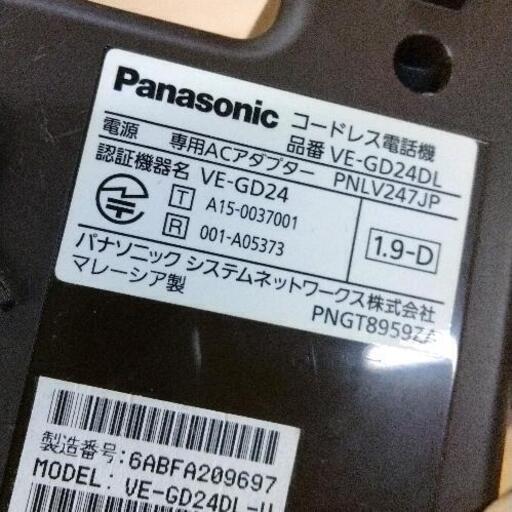 Panasonic コードレス電話機
品番 VE-GD24DL
電源 専用ACアダプター PNLV247JP
認証機器名 VE-GD24
T A15-0037001
R 001-A05373
1.9-D
パナソニック システムネットワークス株式会社
マレーシア製
PNGT8959ZA
製造番号:6ABFA209697
MODEL: VE-GD24DL-U